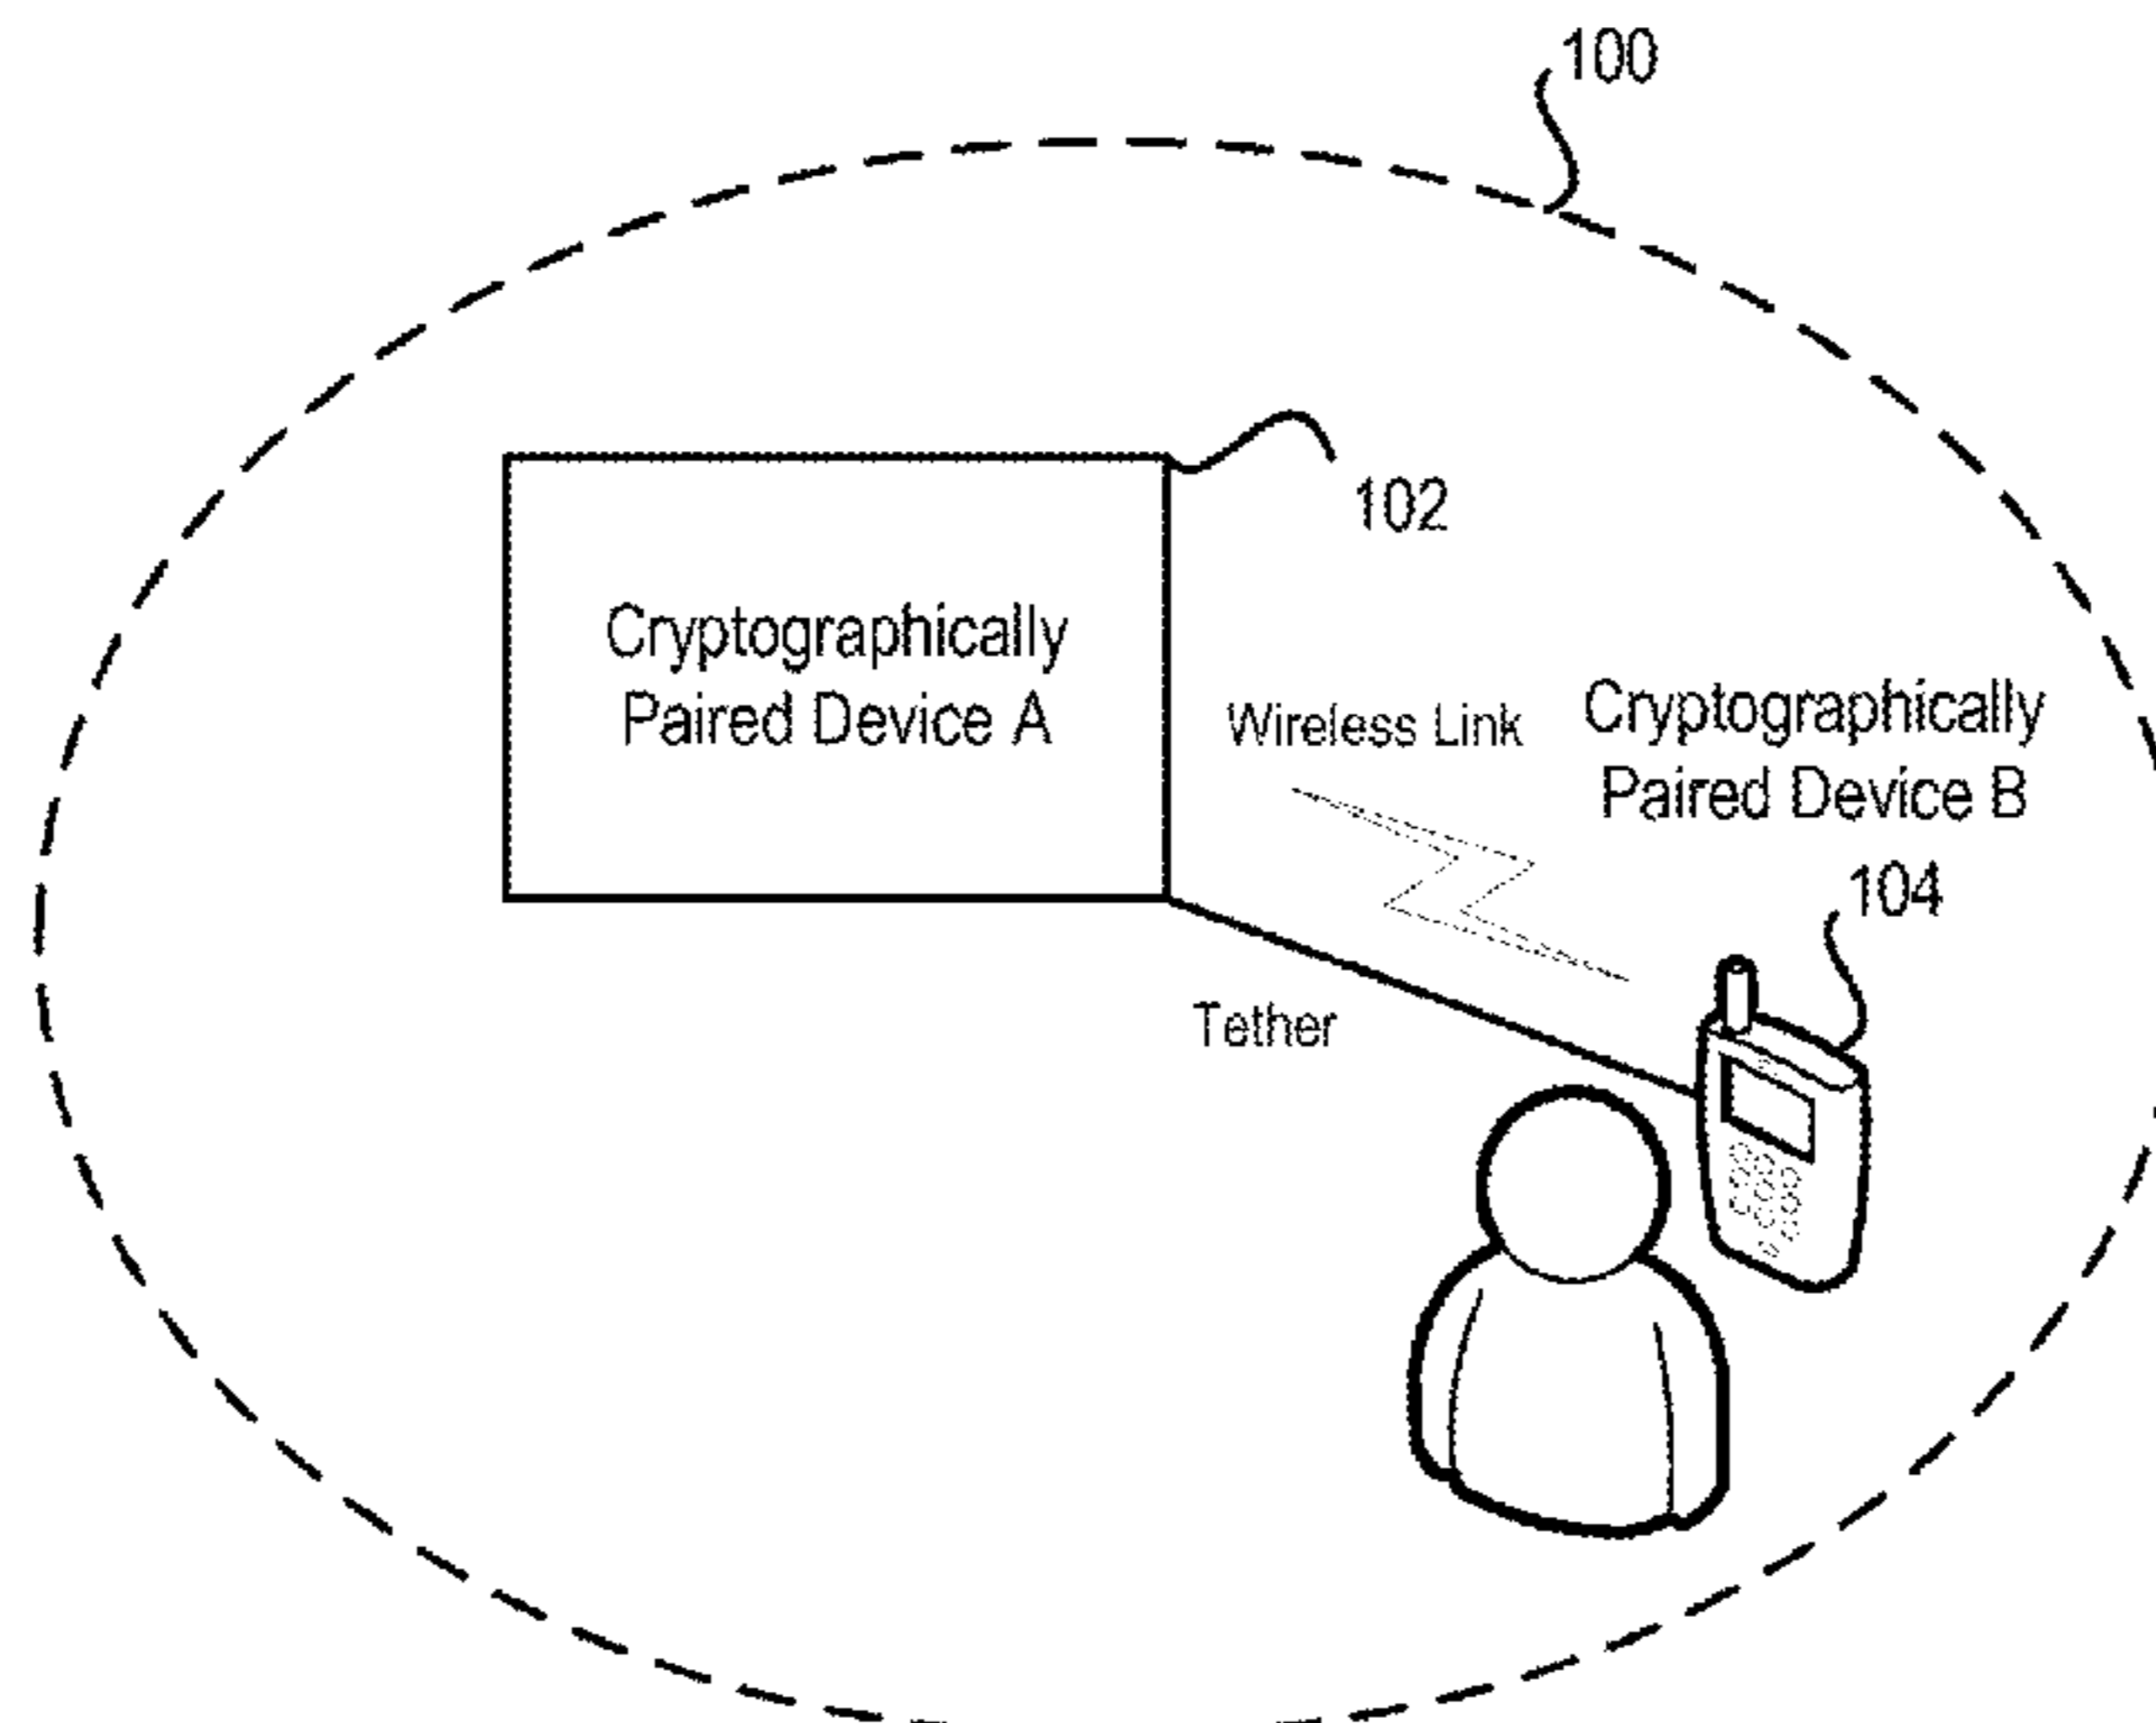 100
102
Cryptographically
Paired Device A
Wireless Link
Cryptographically
Paired Device B
104
Tether